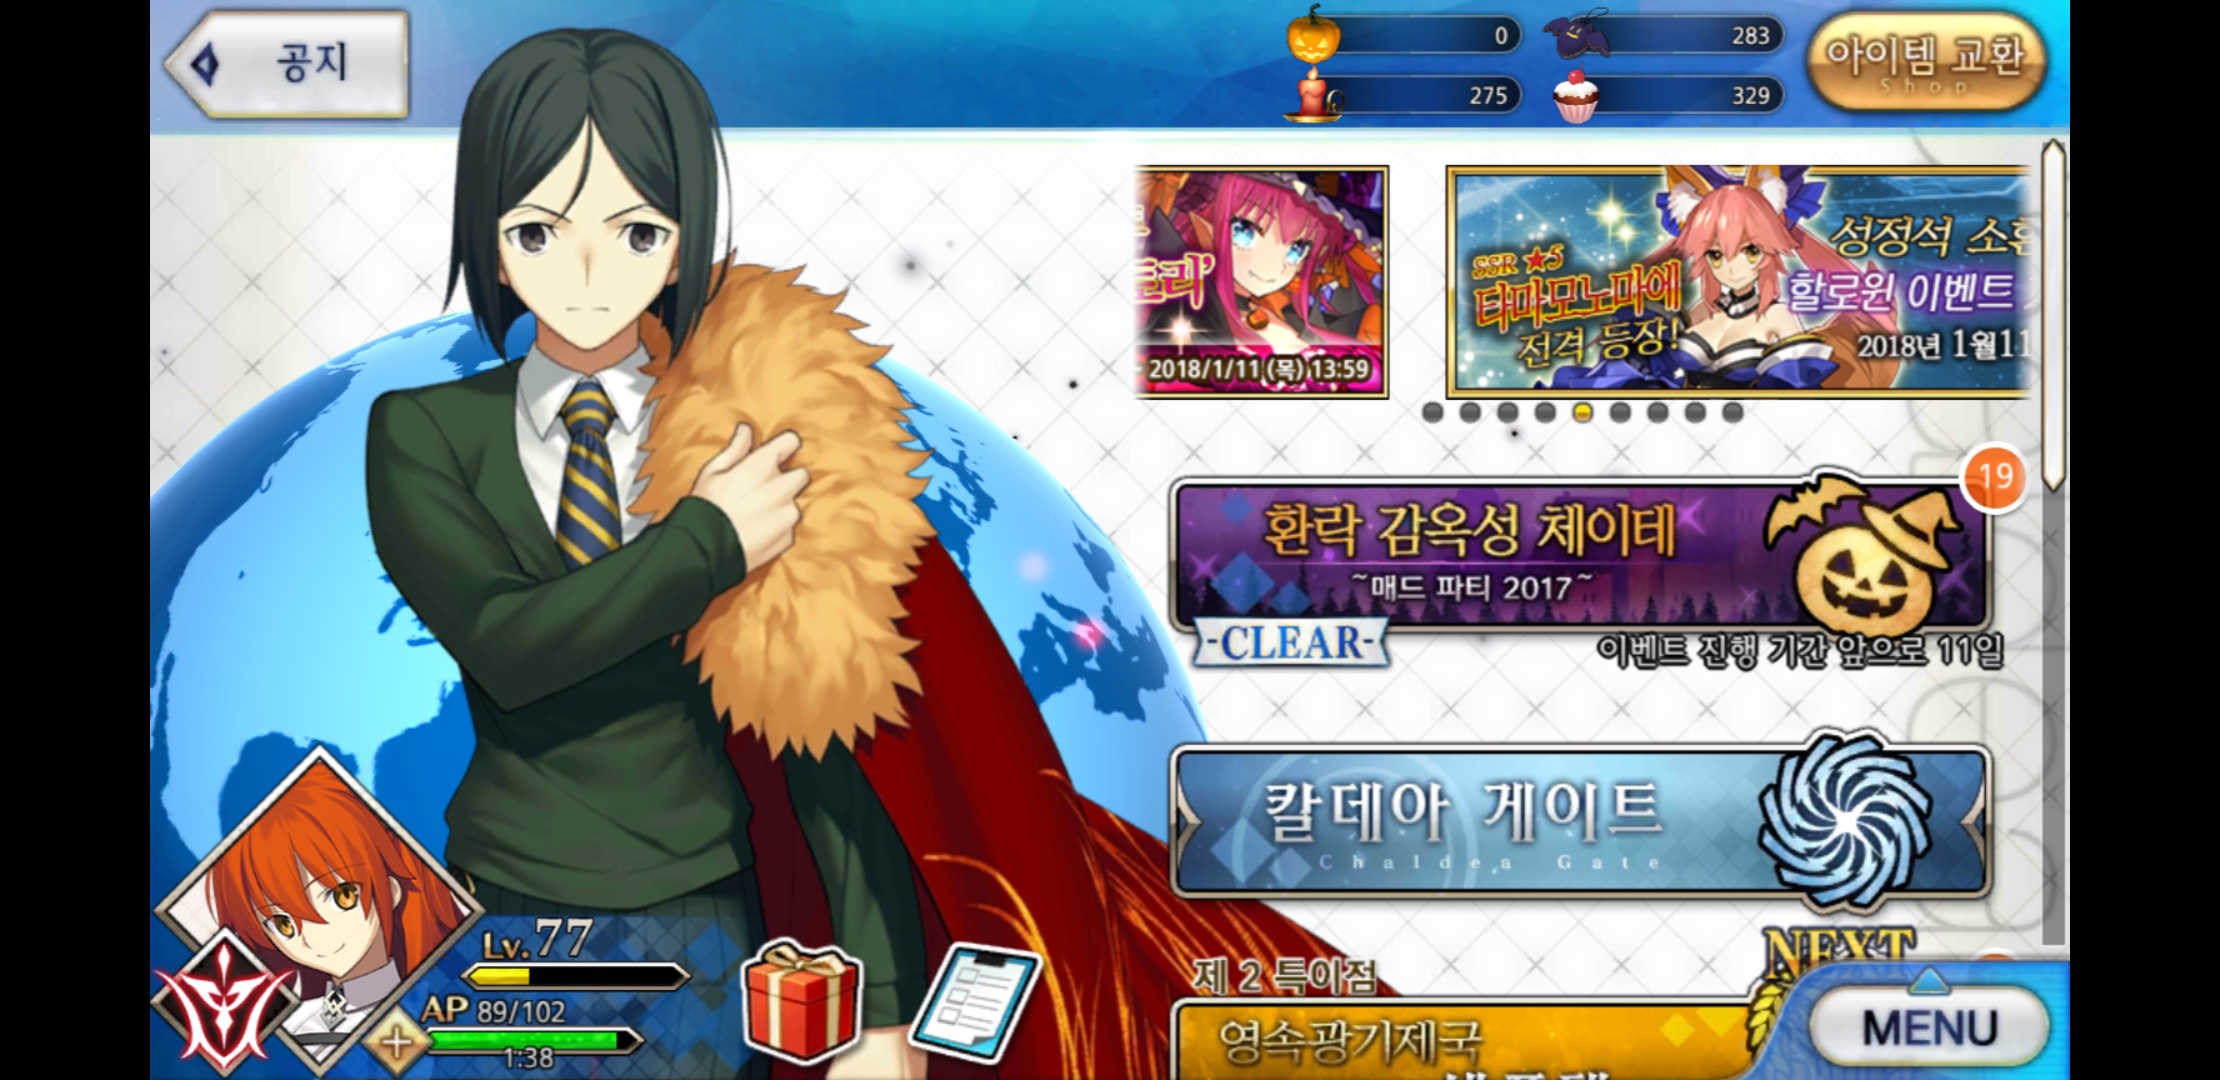 공지
0
283
275
329
아이템 교환
Shop
트리'
2018/1/11(목)13:59
SSR ★5
타마모노마에
전격 등장!
성정석 소환
할로윈 이벤트
2018년 1월11
19
환락 감옥성 체이테
~매드 파티 2017~
-CLEAR-
이벤트 진행 기간 앞으로 11일
칼데아 게이트
Chaldea Gate
NEXT
제 2 특이점
영속광기제국
Lv.77
AP 89/102
1:38
MENU